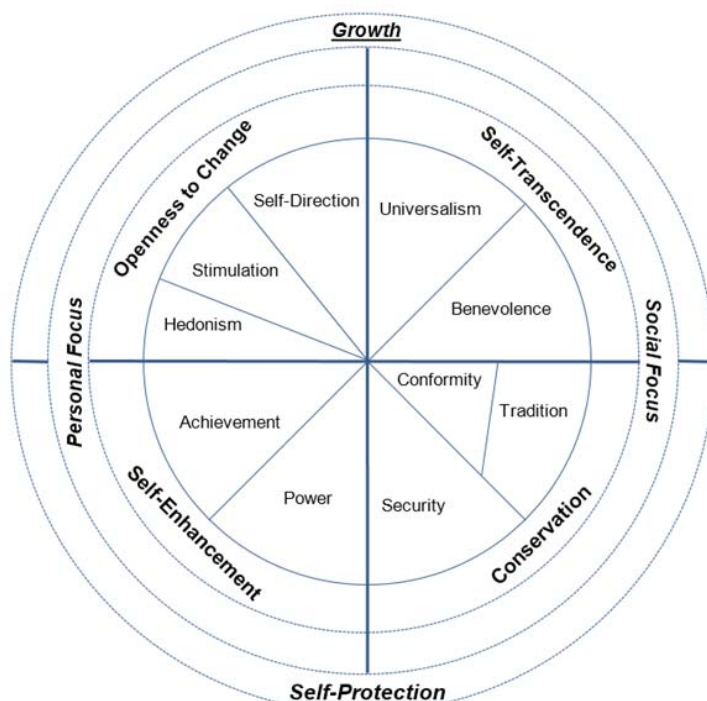 Growth
Openness to Change
Self-Transcendence
Self-Direction
Universalism
Stimulation
Benevolence
Hedonism
Personal Focus
Social Focus
Conformity
Tradition
Achievement
Power
Security
Self-Enhancement
Conservation
Self-Protection